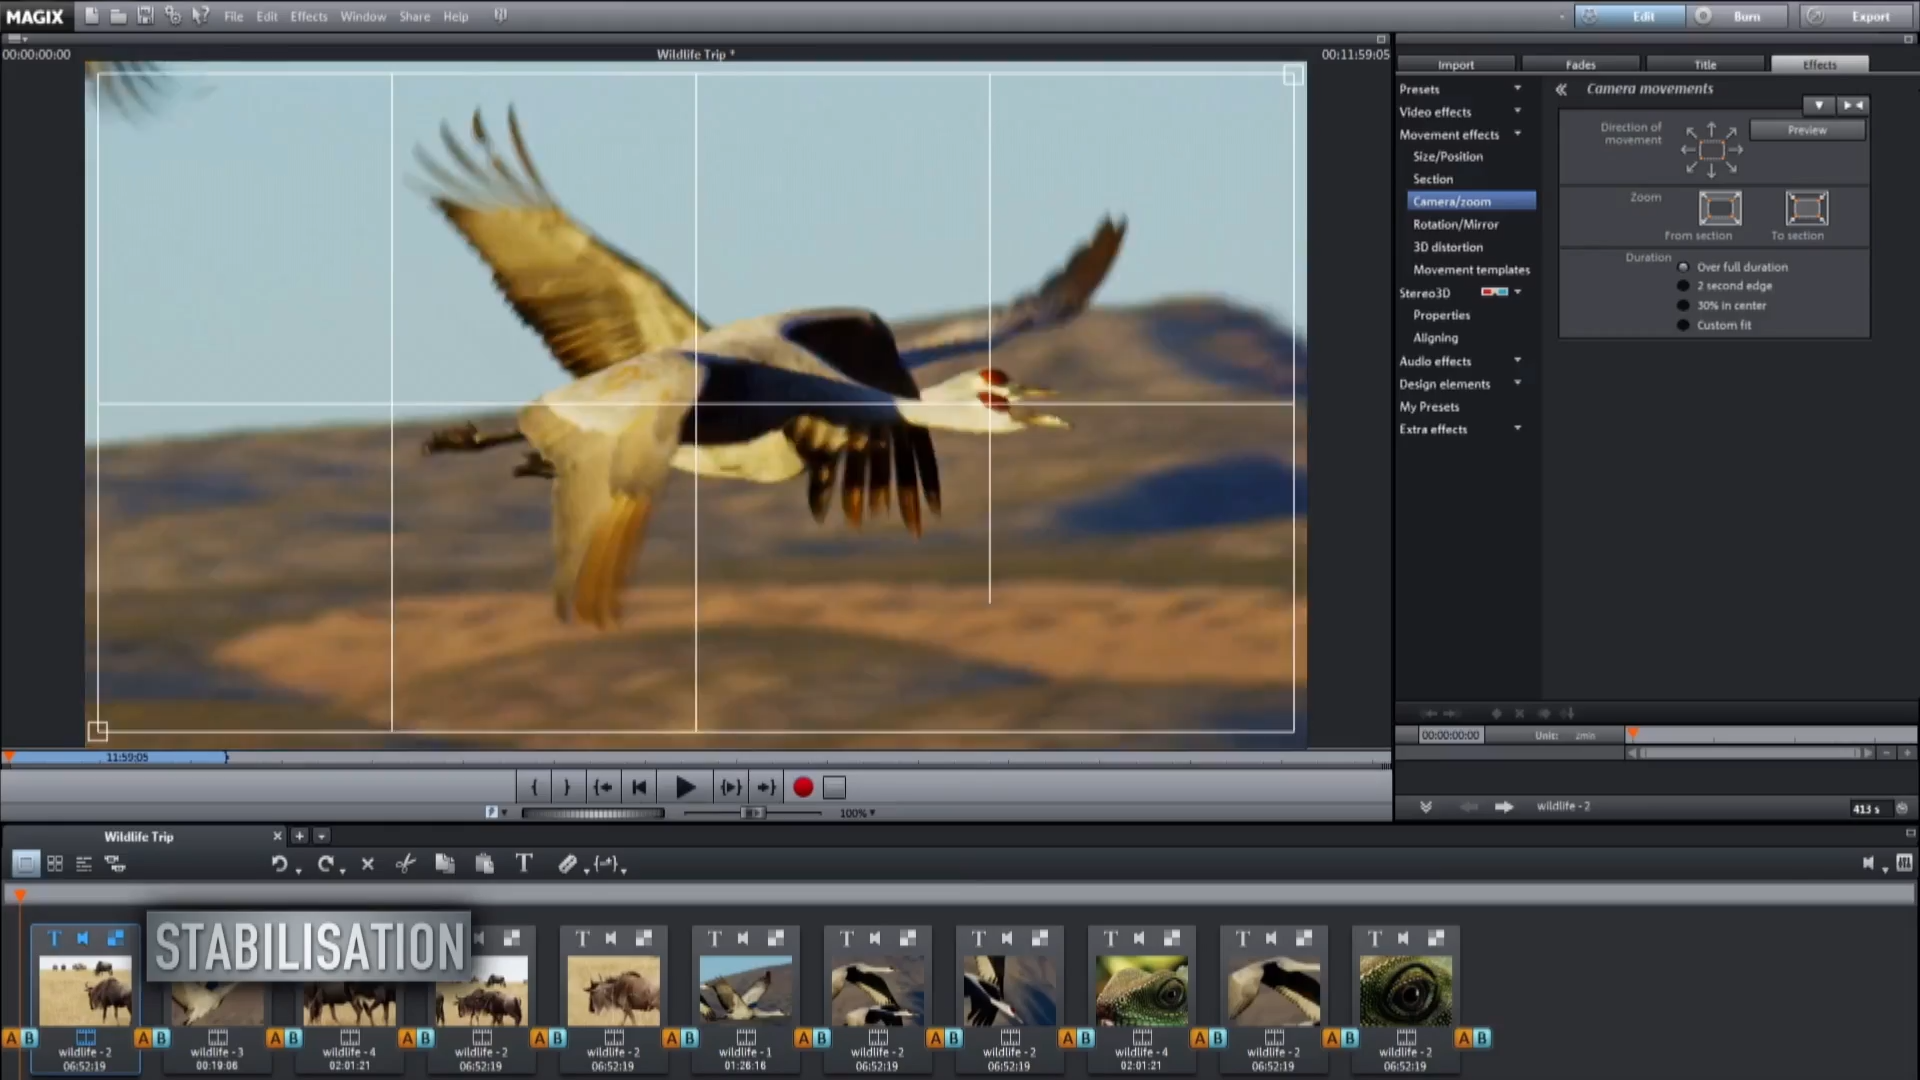 MAGIX File Edit Effects Window Share Help Edit Burn Export
00:00:00:00 Wildlife Trip * 00:11:59:05
Import Fades Title Effects
Presets
Video effects
Movement effects
Size/Position
Section
Camera/zoom
Rotation/Mirror
3D distortion
Movement templates
Stereo3D
Properties
Aligning
Audio effects
Design elements
My Presets
Extra effects
Camera movements
Direction of
movement
Preview
Zoom
From section To section
Duration
Over full duration
2 second edge
30% in center
Custom fit
00:00:00:00 Unit: 2min
11:59:05
100%
wildlife - 2 413 s
Wildlife Trip
T
STABILISATION
T T T T T T T T
A B A B A B A B A B A B A B A B A B A B A B A B
wildlife - 2 wildlife - 3 wildlife - 4 wildlife - 2 wildlife - 2 wildlife - 1 wildlife - 2 wildlife - 2 wildlife - 4 wildlife - 2 wildlife - 2
06:52:19 00:19:06 02:01:21 06:52:19 06:52:19 01:26:16 06:52:19 06:52:19 02:01:21 06:52:19 06:52:19